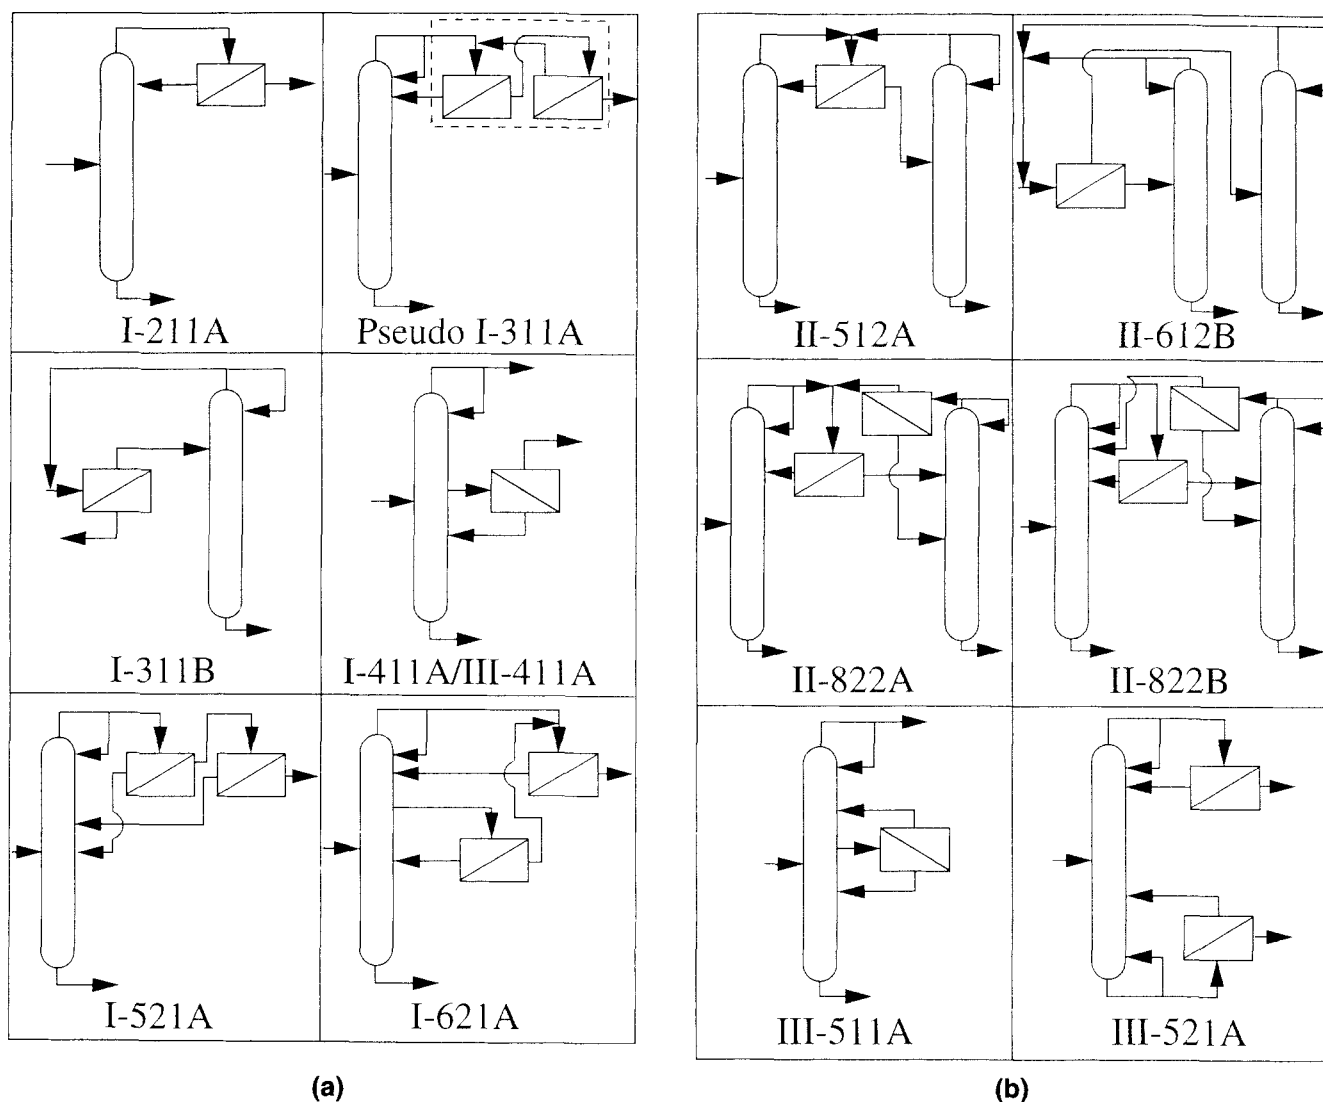 I-211A
Pseudo I-311A
I-311B
I-411A/III-411A
I-521A
I-621A
(a)
II-512A
II-612B
II-822A
II-822B
III-511A
III-521A
(b)